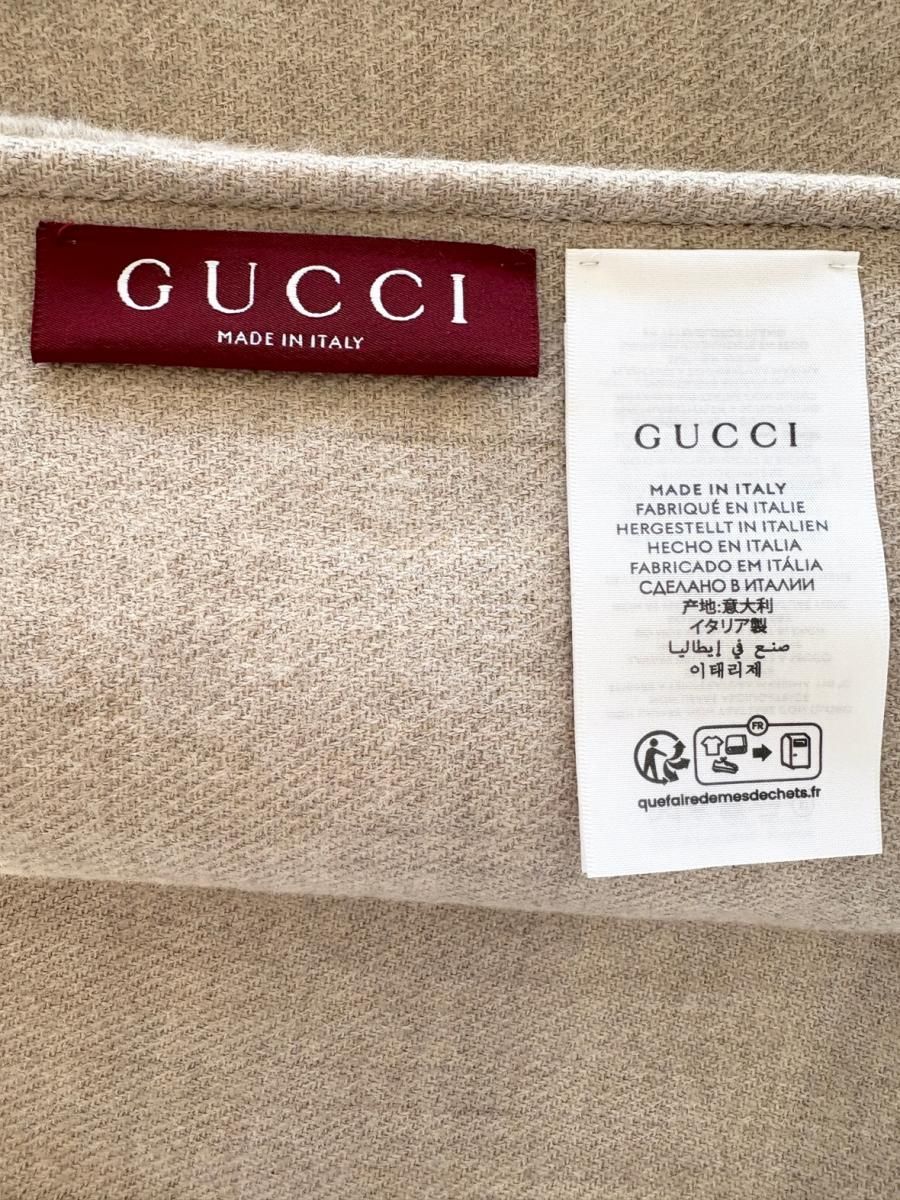 GUCCI
MADE IN ITALY
GUCCI
MADE IN ITALY
FABRIQUÉ EN ITALIE
HERGESTELLT IN ITALIEN
HECHO EN ITALIA
FABRICADO EM ITÁLIA
СДЕЛАНО В ИТАЛИИ
产地:意大利
イタリア製
صنع في إيطاليا
이태리제
FR
quefairedemesdechets.fr